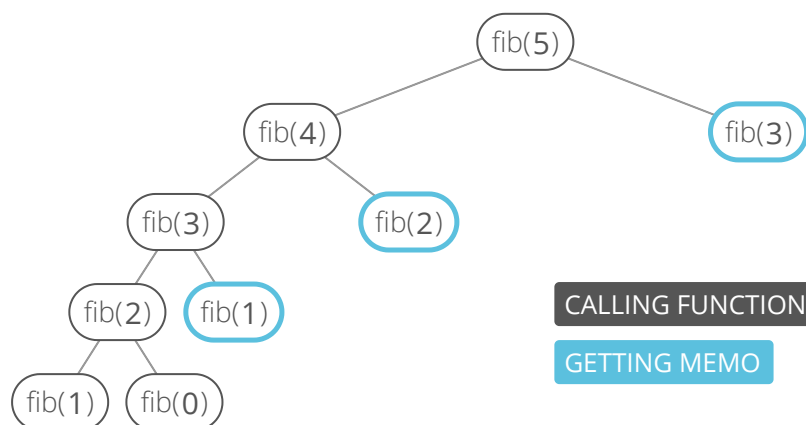 fib(5)
fib(4)
fib(3)
fib(3)
fib(2)
fib(2)
fib(1)
CALLING FUNCTION
GETTING MEMO
fib(1)
fib(0)